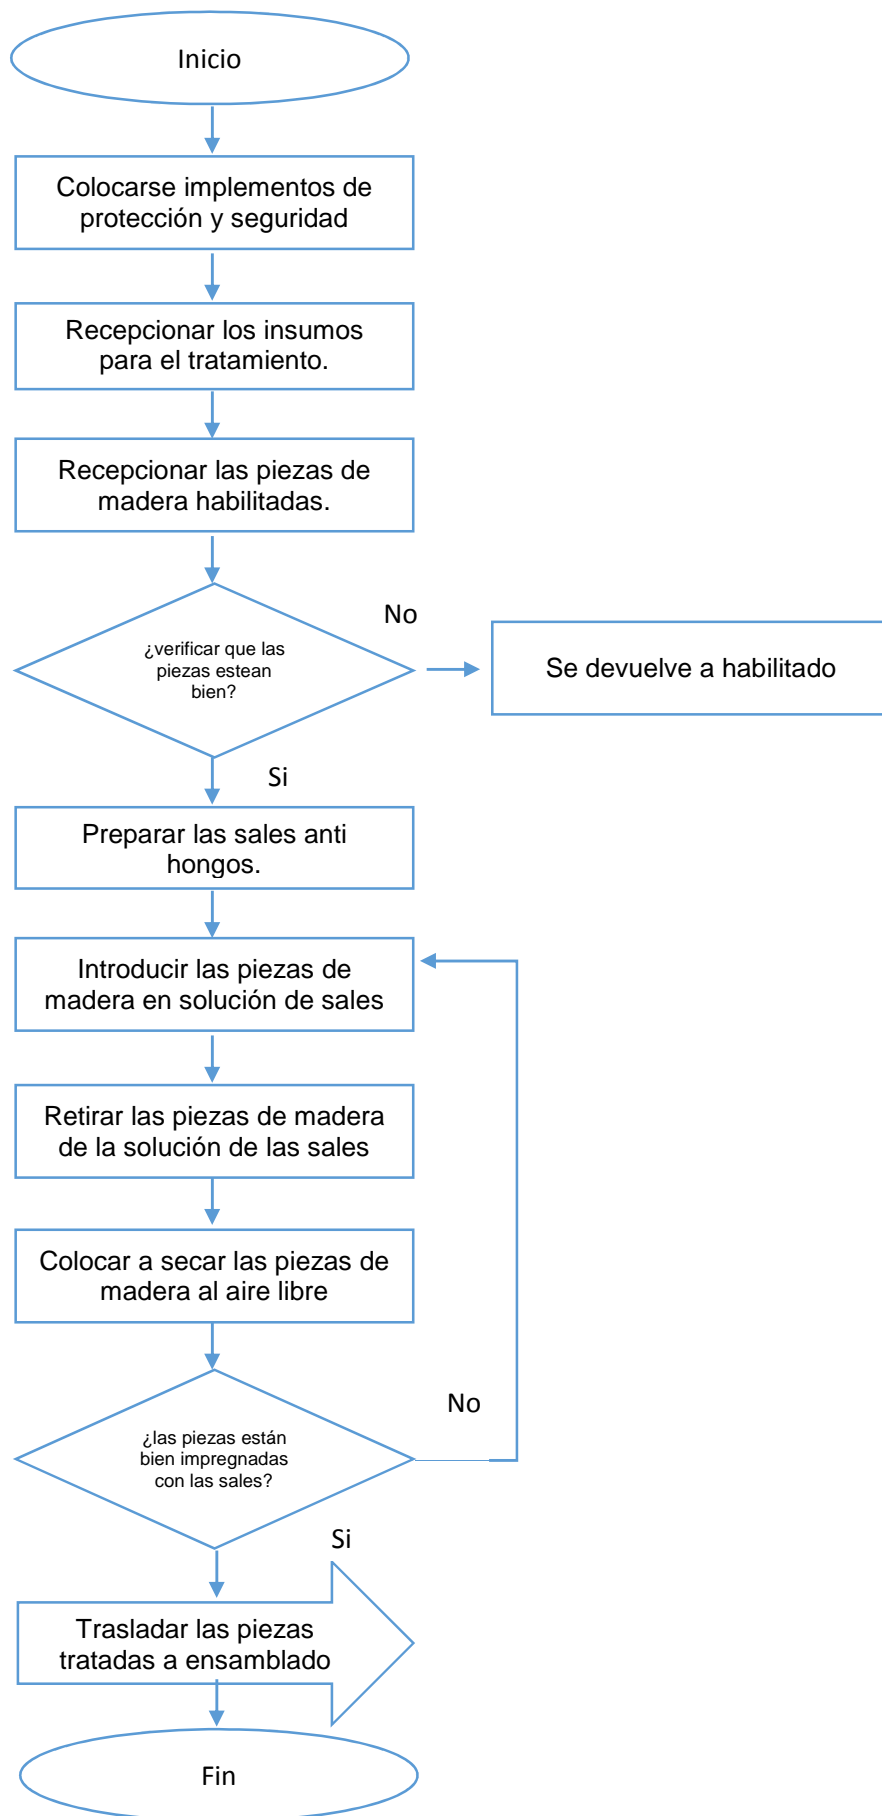 Inicio
Colocarse implementos de
protección y seguridad
Recepcionar los insumos
para el tratamiento.
Recepcionar las piezas de
madera habilitadas.
No
¿verificar que las
piezas estean
bien?
Se devuelve a habilitado
Si
Preparar las sales anti
hongos.
Introducir las piezas de
madera en solución de sales
Retirar las piezas de madera
de la solución de las sales
Colocar a secar las piezas de
madera al aire libre
No
¿las piezas están
bien impregnadas
con las sales?
Si
Trasladar las piezas
tratadas a ensamblado
Fin